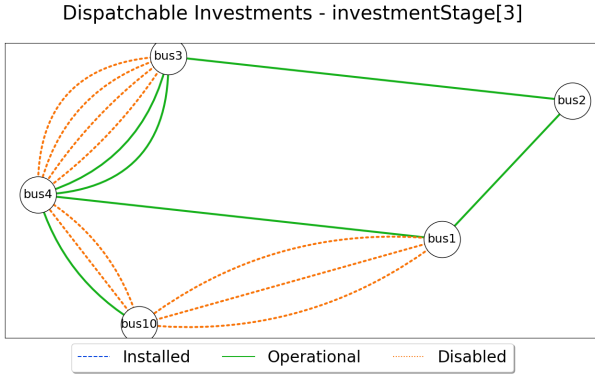 Dispatchable Investments - investmentStage[3]
bus3
bus2
bus4
bus1
bus10
Installed Operational Disabled